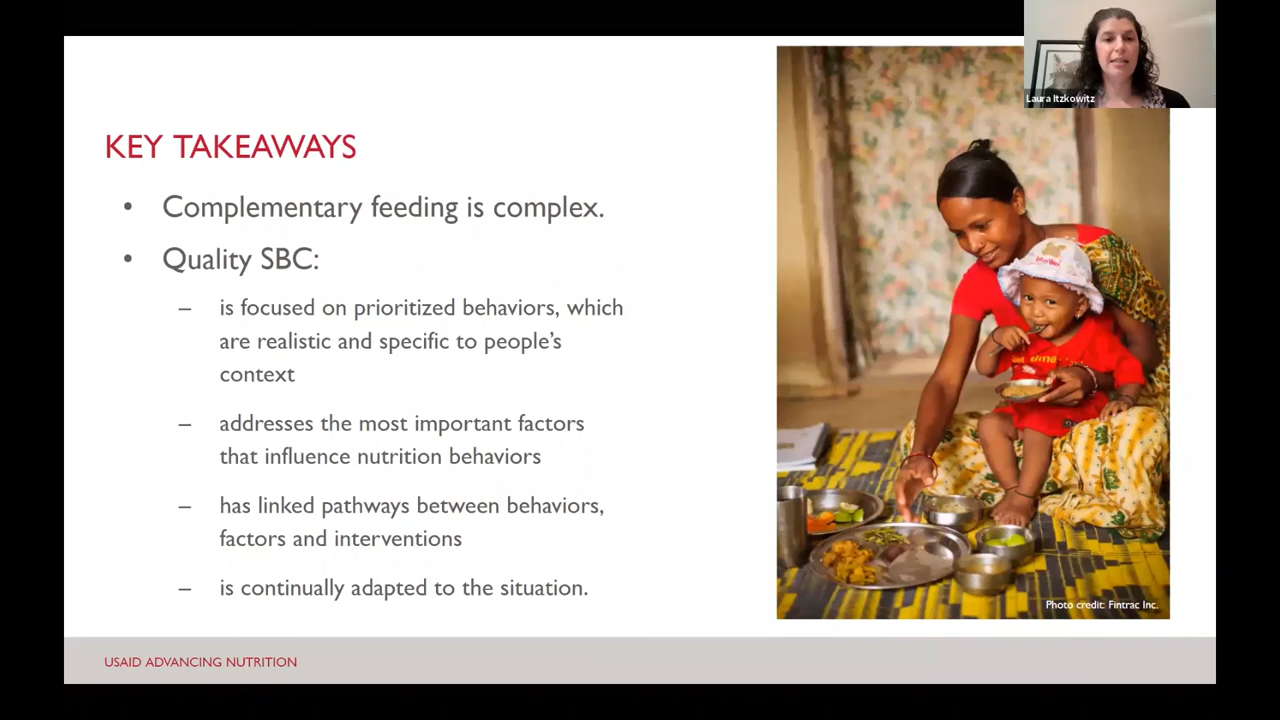 Laura Itzkowitz
KEY TAKEAWAYS
• Complementary feeding is complex.
• Quality SBC:
– is focused on prioritized behaviors, which
are realistic and specific to people’s
context
– addresses the most important factors
that influence nutrition behaviors
– has linked pathways between behaviors,
factors and interventions
– is continually adapted to the situation.
Photo credit: Fintrac Inc.
USAID ADVANCING NUTRITION